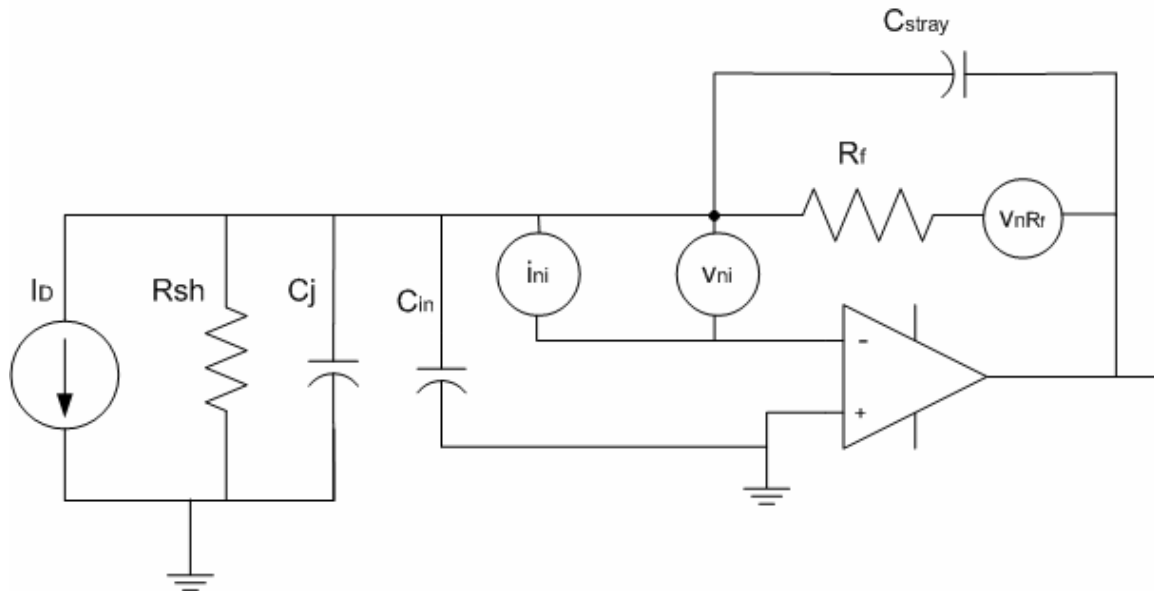 Cstray
Rf
VnRf
ID
Rsh
Cj
Cin
ini
Vni
-
+